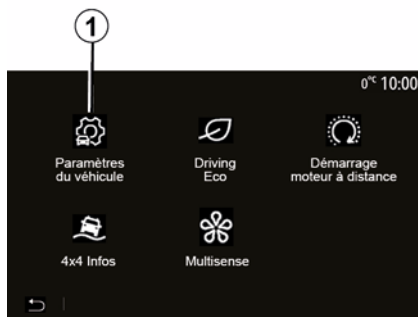 1
0°C 10:00
Paramètres
du véhicule
Driving
Eco
Démarrage
moteur à distance
4x4 Infos
Multisense